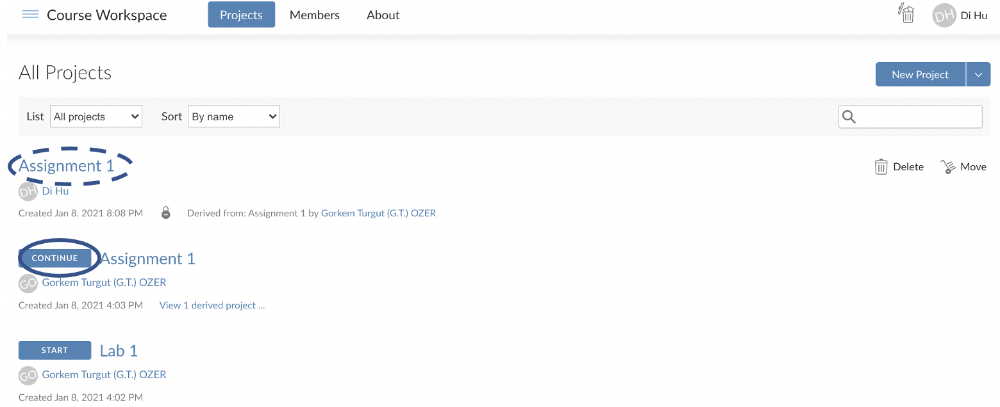 Course Workspace Projects Members About DH Di Hu
All Projects
New Project
List All projects Sort By name
Assignment 1
Delete Move
DH Di Hu
Created Jan 8, 2021 8:08 PM Derived from: Assignment 1 by Gorkem Turgut (G.T.) OZER
CONTINUE Assignment 1
GO Gorkem Turgut (G.T.) OZER
Created Jan 8, 2021 4:03 PM View 1 derived project ...
START Lab 1
GO Gorkem Turgut (G.T.) OZER
Created Jan 8, 2021 4:02 PM